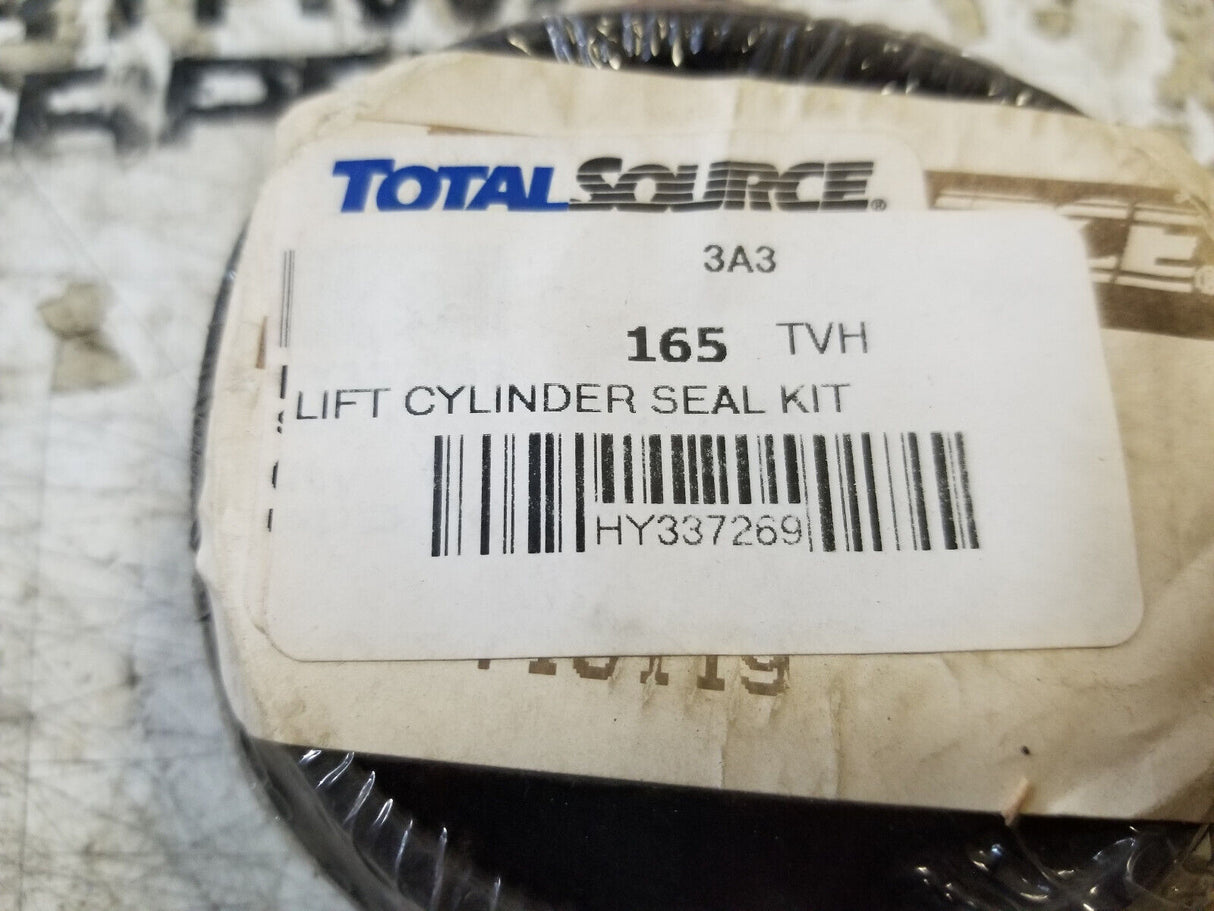 TOTALSOURCE®
3A3
165 TVH
LIFT CYLINDER SEAL KIT
HY337269